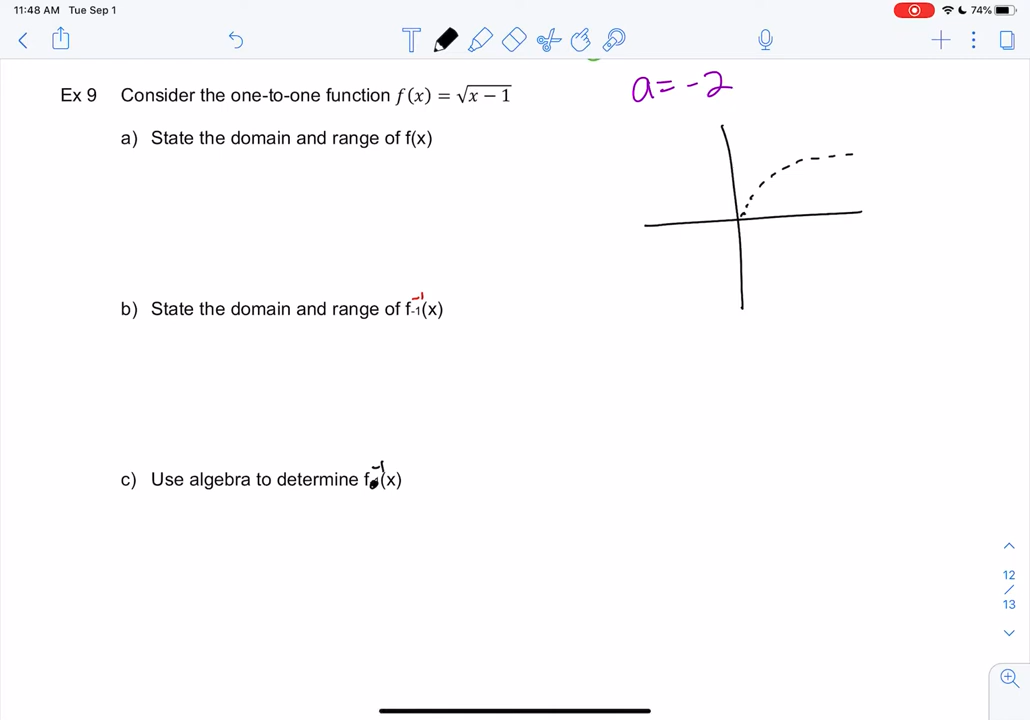 11:48 AM Tue Sep 1
74%
a = -2
Ex 9 Consider the one-to-one function f(x) = √x − 1
a) State the domain and range of f(x)
b) State the domain and range of f-1-1(x)
c) Use algebra to determine f-1(x)
12
/
13